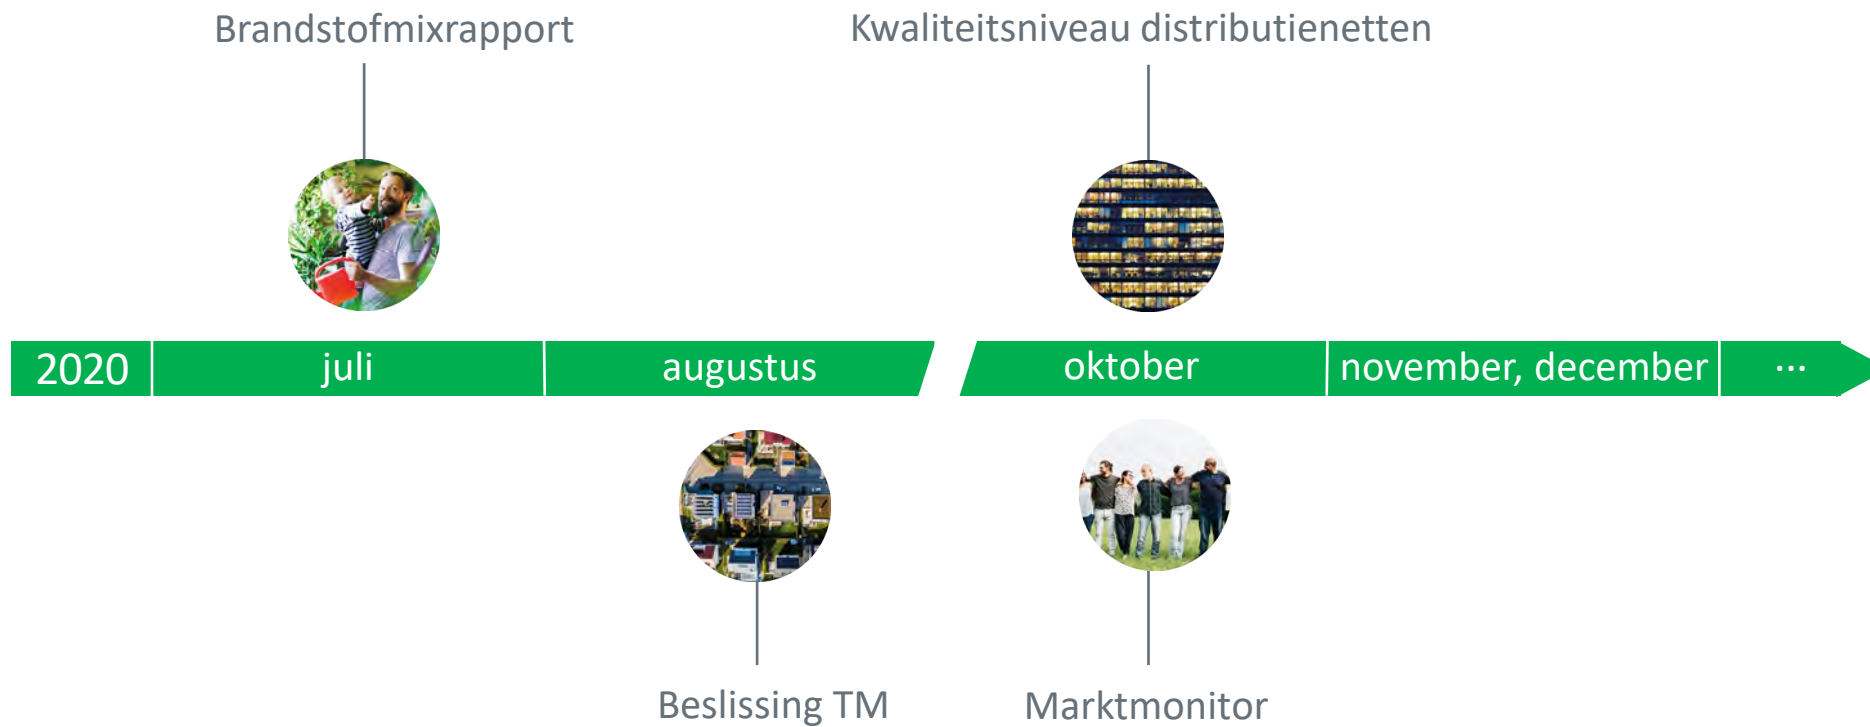 Brandstofmixrapport
Kwaliteitsniveau distributienetten
2020
juli
augustus
oktober
november, december
...
Beslissing TM
Marktmonitor